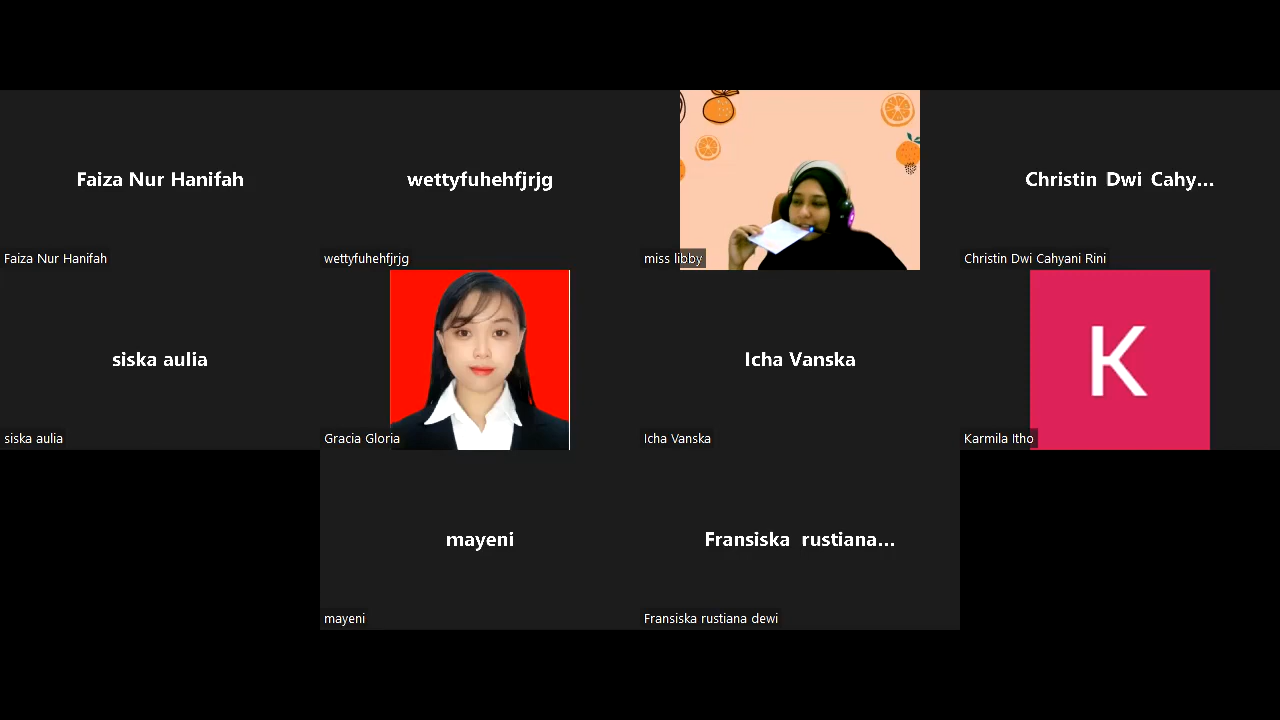 Faiza Nur Hanifah
wettyfuhehfjrjg
Christin Dwi Cahy...
Faiza Nur Hanifah
wettyfuhehfjrjg
miss libby
Christin Dwi Cahyani Rini
siska aulia
Icha Vanska
K
siska aulia
Gracia Gloria
Icha Vanska
Karmila Itho
mayeni
Fransiska rustiana...
mayeni
Fransiska rustiana dewi